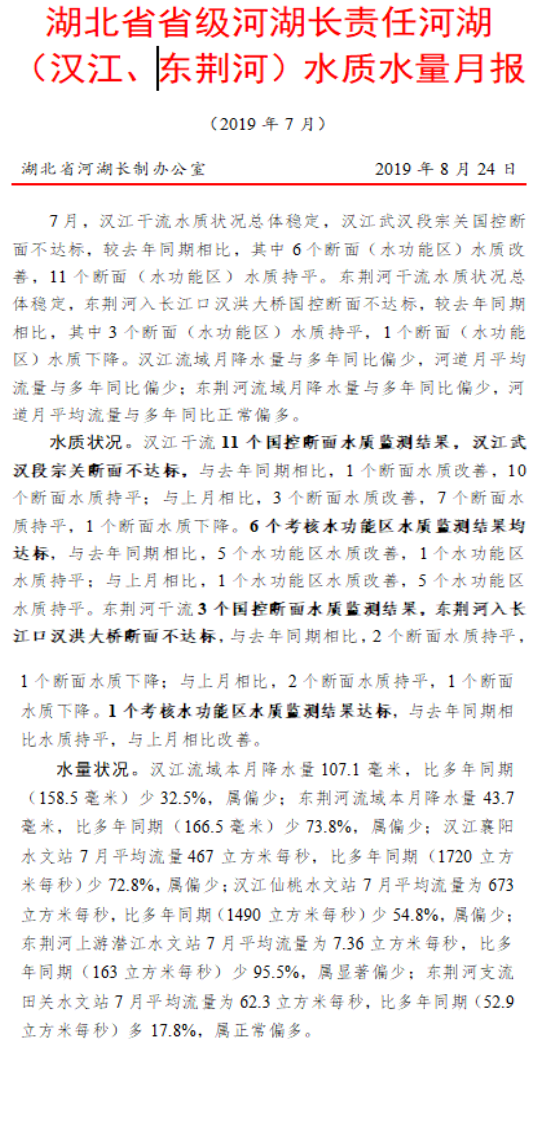 湖北省省级河湖长责任河湖
（汉江、东荆河）水质水量月报
（2019 年 7 月）
湖北省河湖长制办公室 2019 年 8 月 24 日
7 月，汉江干流水质状况总体稳定，汉江武汉段宗关国控断
面不达标，较去年同期相比，其中 6 个断面（水功能区）水质改
善，11 个断面（水功能区）水质持平。东荆河干流水质状况总
体稳定，东荆河入长江口汉洪大桥国控断面不达标，较去年同期
相比，其中 3 个断面（水功能区）水质持平，1 个断面（水功能
区）水质下降。汉江流域月降水量与多年同比偏少，河道月平均
流量与多年同比偏少；东荆河流域月降水量与多年同比偏少，河
道月平均流量与多年同比正常偏多。
水质状况。汉江干流 11 个国控断面水质监测结果，汉江武
汉段宗关断面不达标，与去年同期相比，1 个断面水质改善，10
个断面水质持平；与上月相比，3 个断面水质改善，7 个断面水
质持平，1 个断面水质下降。6 个考核水功能区水质监测结果均
达标，与去年同期相比，5 个水功能区水质改善，1 个水功能区
水质持平；与上月相比，1 个水功能区水质改善，5 个水功能区
水质持平。东荆河干流 3 个国控断面水质监测结果，东荆河入长
江口汉洪大桥断面不达标，与去年同期相比，2 个断面水质持平，
1 个断面水质下降；与上月相比，2 个断面水质持平，1 个断面
水质下降。1 个考核水功能区水质监测结果达标，与去年同期相
比水质持平，与上月相比改善。
水量状况。汉江流域本月降水量 107.1 毫米，比多年同期
（158.5 毫米）少 32.5%，属偏少；东荆河流域本月降水量 43.7
毫米，比多年同期（166.5 毫米）少 73.8%，属偏少；汉江襄阳
水文站 7 月平均流量 467 立方米每秒，比多年同期（1720 立方
米每秒）少 72.8%，属偏少；汉江仙桃水文站 7 月平均流量为 673
立方米每秒，比多年同期（1490 立方米每秒）少 54.8%，属偏少；
东荆河上游潜江水文站 7 月平均流量为 7.36 立方米每秒，比多
年同期（163 立方米每秒）少 95.5%，属显著偏少；东荆河支流
田关水文站 7 月平均流量为 62.3 立方米每秒，比多年同期（52.9
立方米每秒）多 17.8%，属正常偏多。